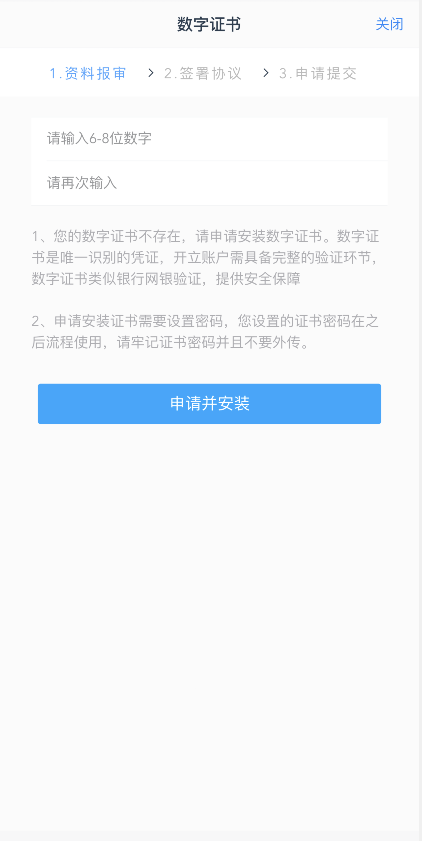 数字证书 关闭
1.资料报审 > 2.签署协议 > 3.申请提交
请输入6-8位数字
请再次输入
1、您的数字证书不存在，请申请安装数字证书。数字证
书是唯一识别的凭证，开立账户需具备完整的验证环节，
数字证书类似银行网银验证，提供安全保障
2、申请安装证书需要设置密码，您设置的证书密码在之
后流程使用，请牢记证书密码并且不要外传。
申请并安装